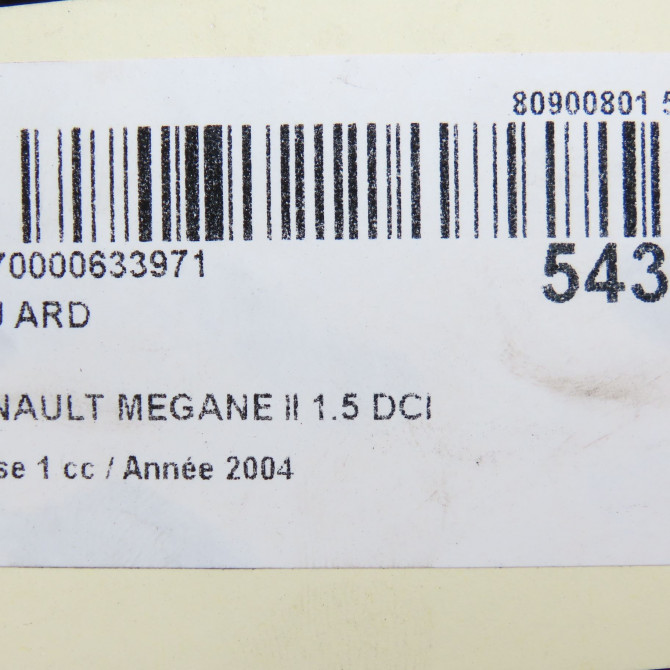 80900801 5
70000633971
543
J ARD
NAULT MEGANE II 1.5 DCI
se 1 cc / Année 2004